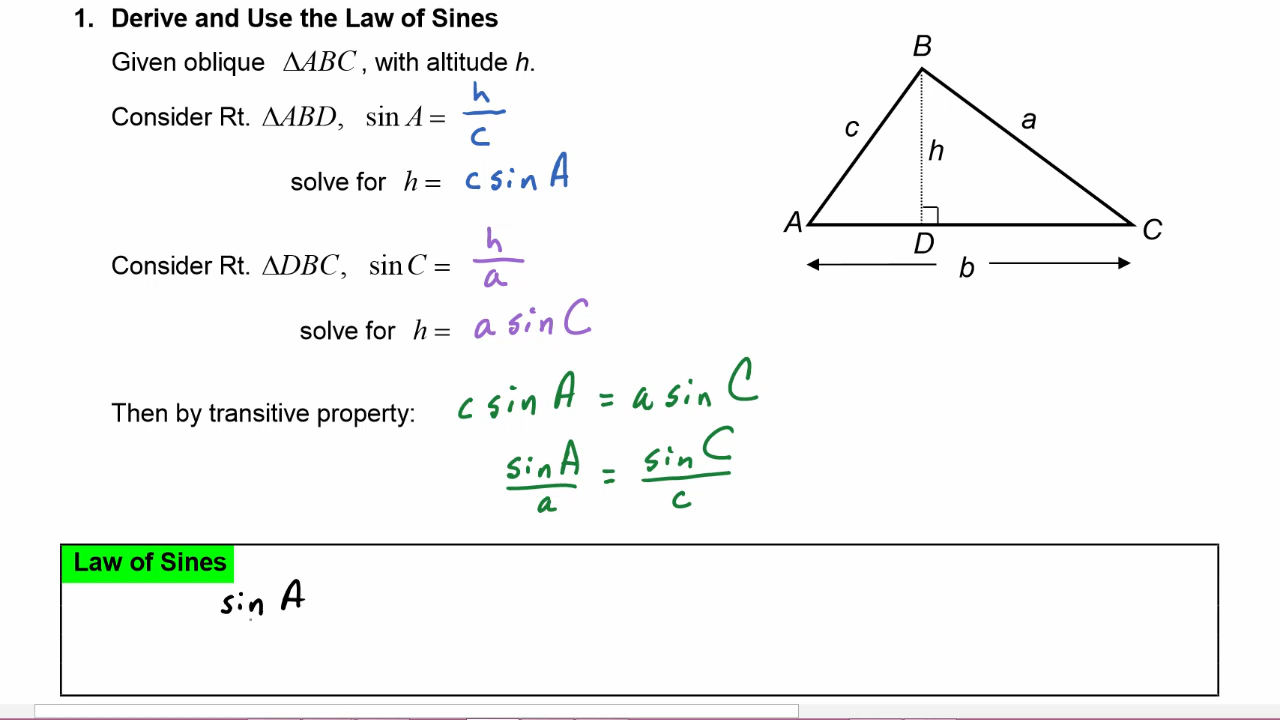 1. Derive and Use the Law of Sines
Given oblique ΔABC, with altitude h.
Consider Rt. ΔABD, sin A = h/c
solve for h = c sin A
Consider Rt. ΔDBC, sin C = h/a
solve for h = a sin C
Then by transitive property: c sin A = a sin C
sin A/a = sin C/c
B
c
a
h
A
C
D
b
Law of Sines
sin A